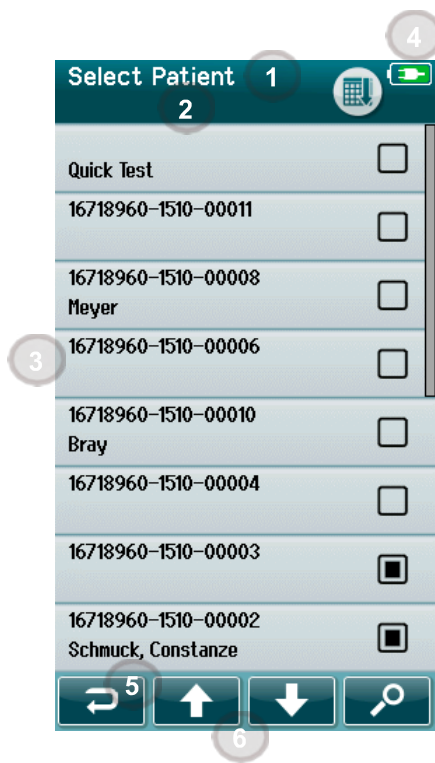 4
Select Patient 1
2
Quick Test
16718960-1510-00011
16718960-1510-00008
Meyer
3
16718960-1510-00006
16718960-1510-00010
Bray
16718960-1510-00004
16718960-1510-00003
16718960-1510-00002
Schmuck, Constanze
5
6